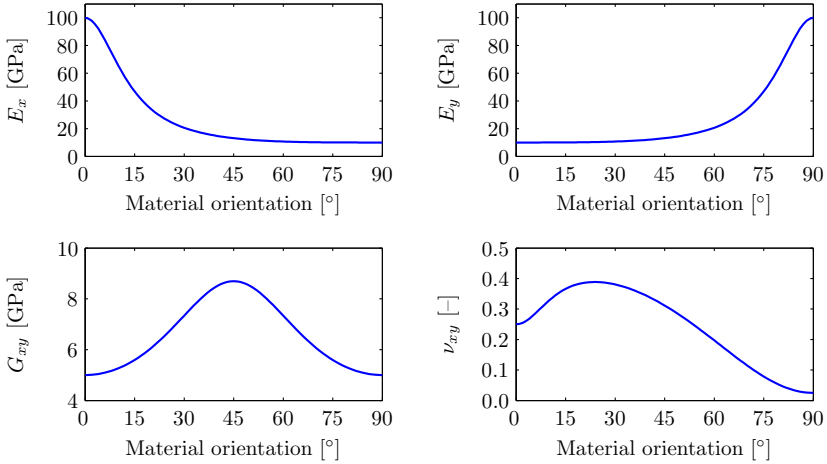 E_x [GPa]
100
80
60
40
20
0
0 15 30 45 60 75 90
Material orientation [°]
E_y [GPa]
100
80
60
40
20
0
0 15 30 45 60 75 90
Material orientation [°]
G_xy [GPa]
10
8
6
4
0 15 30 45 60 75 90
Material orientation [°]
ν_xy [–]
0.5
0.4
0.3
0.2
0.1
0.0
0 15 30 45 60 75 90
Material orientation [°]